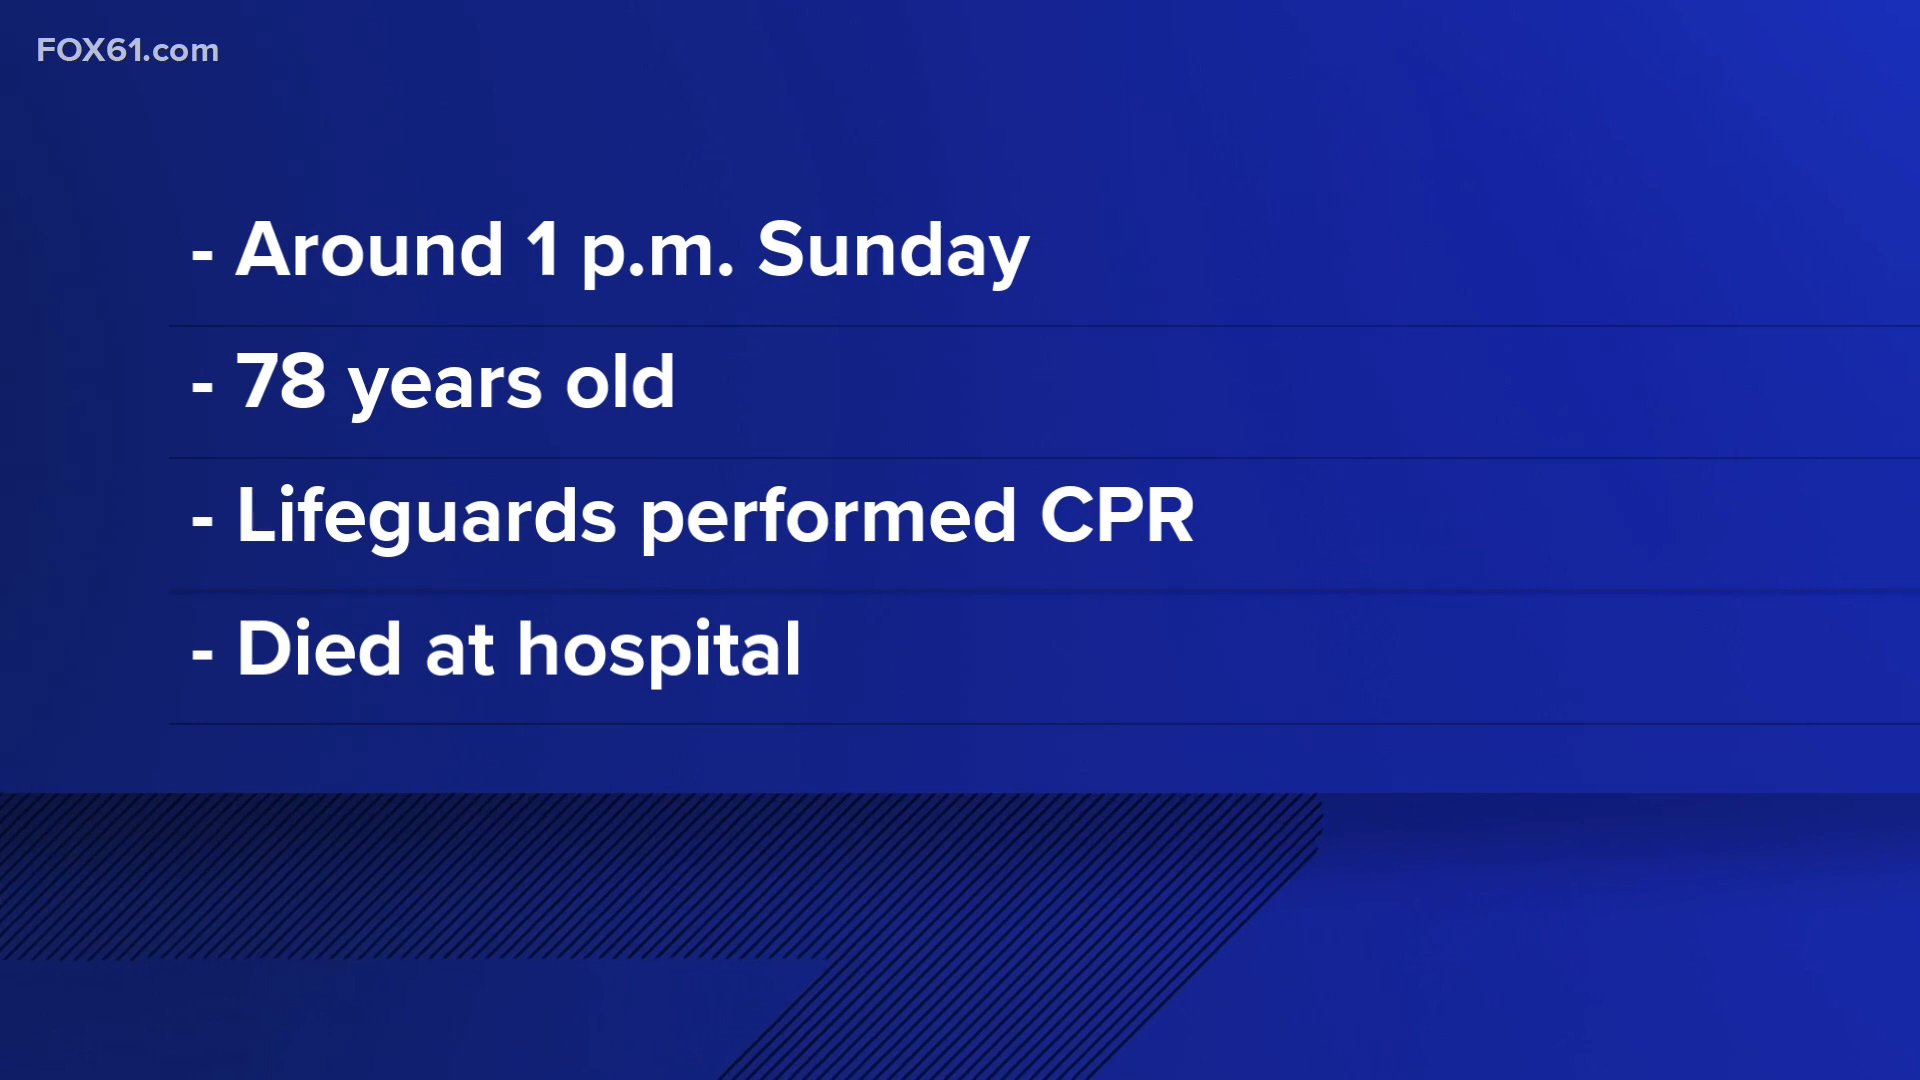 FOX61.com
- Around 1 p.m. Sunday
- 78 years old
- Lifeguards performed CPR
- Died at hospital